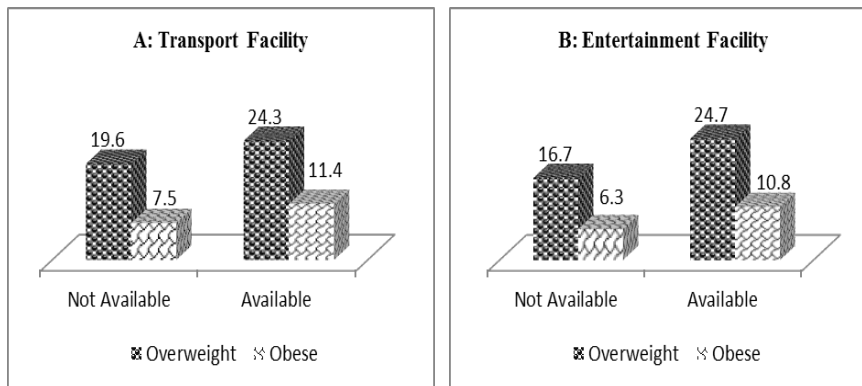 A: Transport Facility
19.6
7.5
24.3
11.4
Not Available
Available
Overweight
Obese
B: Entertainment Facility
16.7
6.3
24.7
10.8
Not Available
Available
Overweight
Obese